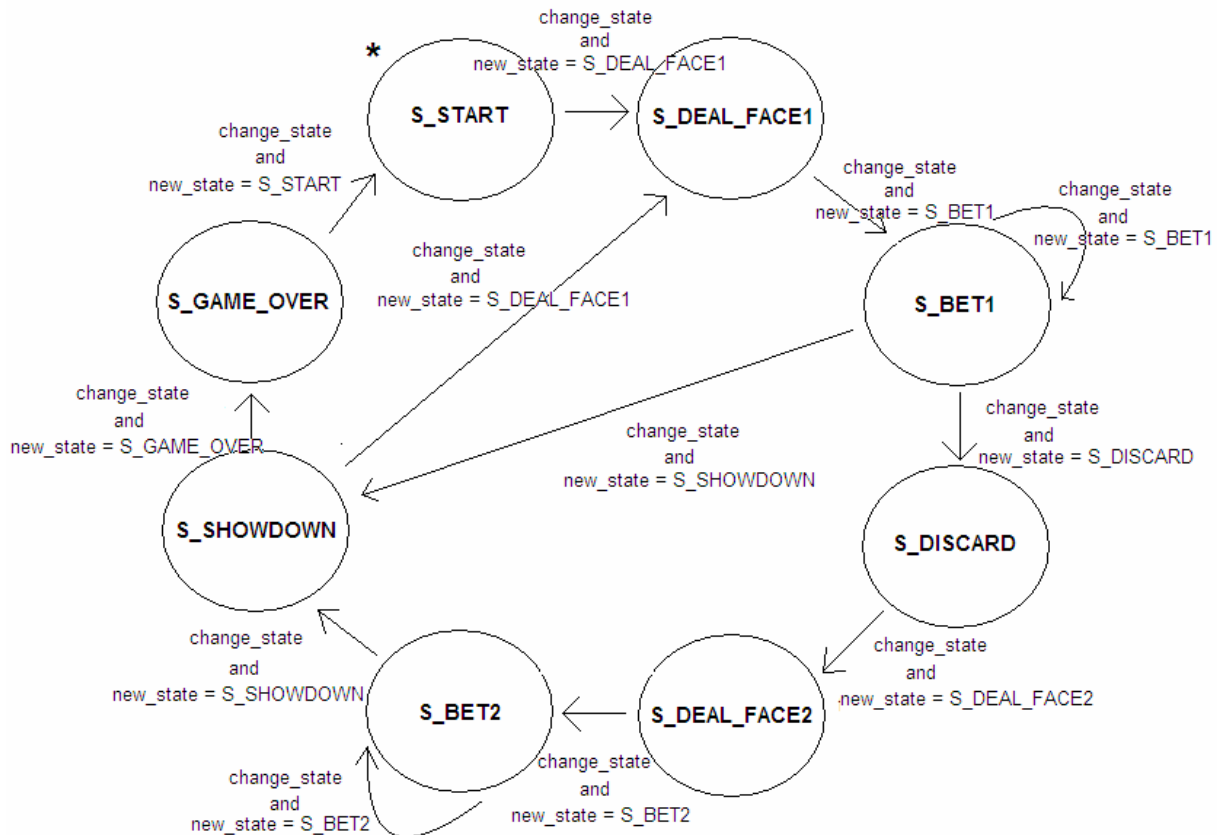 change_state
and
new_state = S_DEAL_FACE1
*
S_START
S_DEAL_FACE1
change_state
and
new_state = S_START
change_state
and
new_state = S_BET1
change_state
and
new_state = S_BET1
change_state
and
new_state = S_DEAL_FACE1
S_GAME_OVER
S_BET1
change_state
and
new_state = S_GAME_OVER
change_state
and
new_state = S_SHOWDOWN
change_state
and
new_state = S_DISCARD
S_SHOWDOWN
S_DISCARD
change_state
and
new_state = S_SHOWDOWN
change_state
and
new_state = S_DEAL_FACE2
S_BET2
S_DEAL_FACE2
change_state
and
new_state = S_BET2
change_state
and
new_state = S_BET2